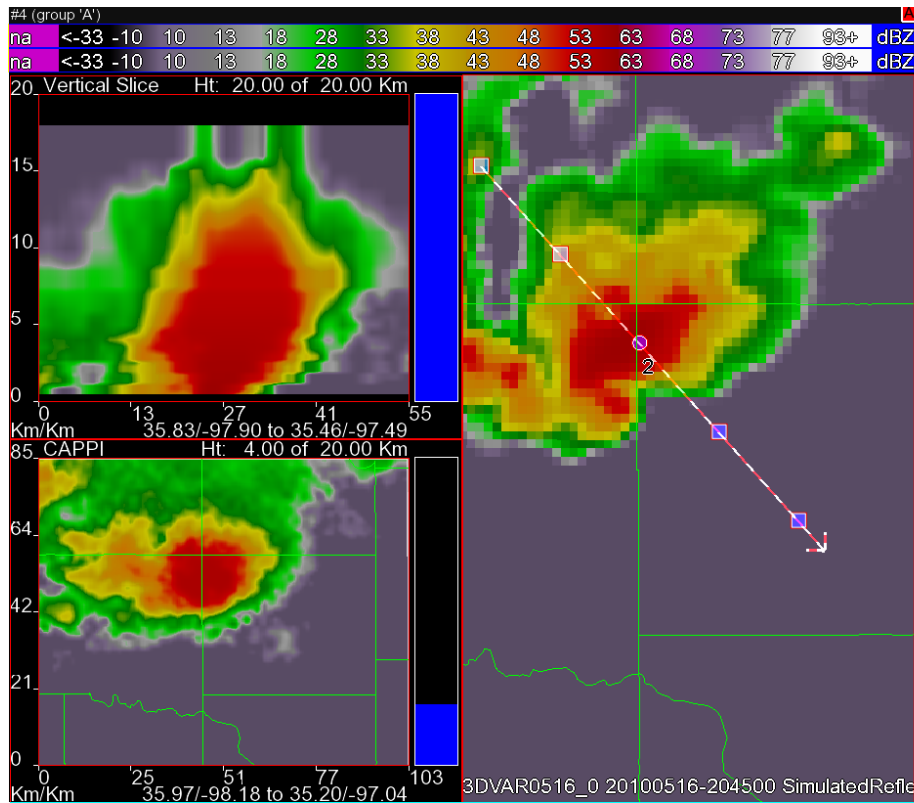 #4 (group 'A') A
na <-33 -10 10 13 18 28 33 38 43 48 53 63 68 73 77 93+ dBZ
na <-33 -10 10 13 18 28 33 38 43 48 53 63 68 73 77 93+ dBZ
Vertical Slice Ht: 20.00 of 20.00 Km
20
15
10
5
0
0 13 27 41 55
Km/Km 35.83/-97.90 to 35.46/-97.49
CAPPI Ht: 4.00 of 20.00 Km
85
64
42
21
0
0 25 51 77 103
Km/Km 35.97/-98.18 to 35.20/-97.04
2
3DVAR0516_0 20100516-204500 SimulatedRefle